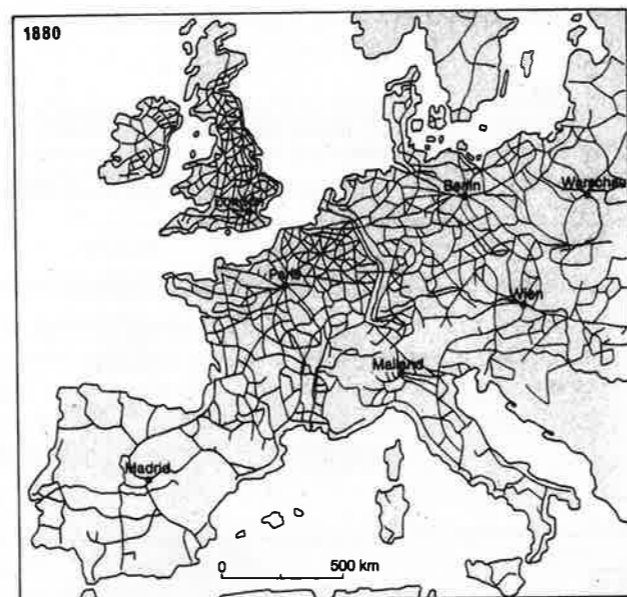 1880
London
Berlin
Warschau
Paris
Wien
Mailand
Madrid
0
500 km